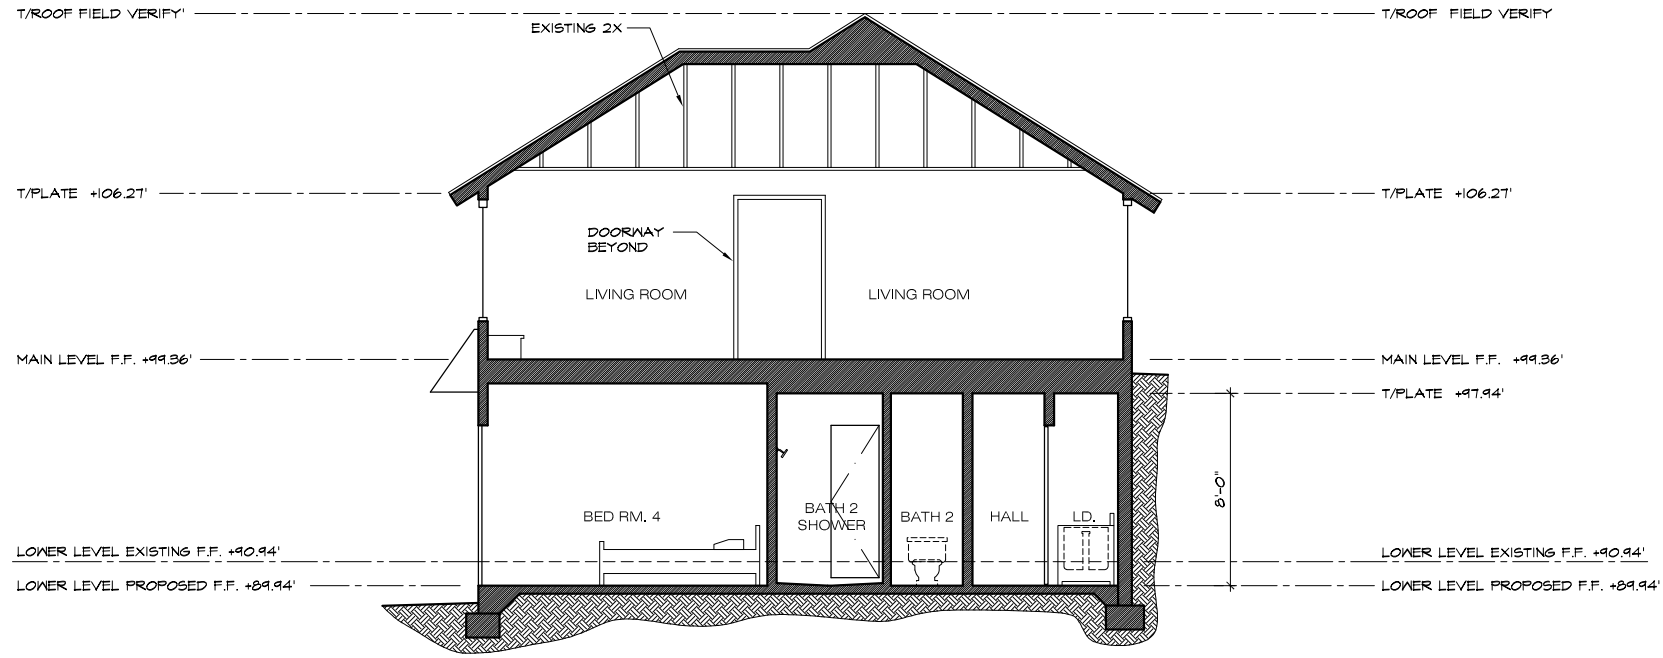 T/ROOF FIELD VERIFY'
T/ROOF FIELD VERIFY
EXISTING 2X
T/PLATE +106.27'
T/PLATE +106.27'
DOORWAY
BEYOND
LIVING ROOM
LIVING ROOM
MAIN LEVEL F.F. +99.36'
MAIN LEVEL F.F. +99.36'
T/PLATE +97.94'
8'-0"
BED RM. 4
BATH 2
SHOWER
BATH 2
HALL
LD.
LOWER LEVEL EXISTING F.F. +90.94'
LOWER LEVEL EXISTING F.F. +90.94'
LOWER LEVEL PROPOSED F.F. +89.94'
LOWER LEVEL PROPOSED F.F. +89.94'